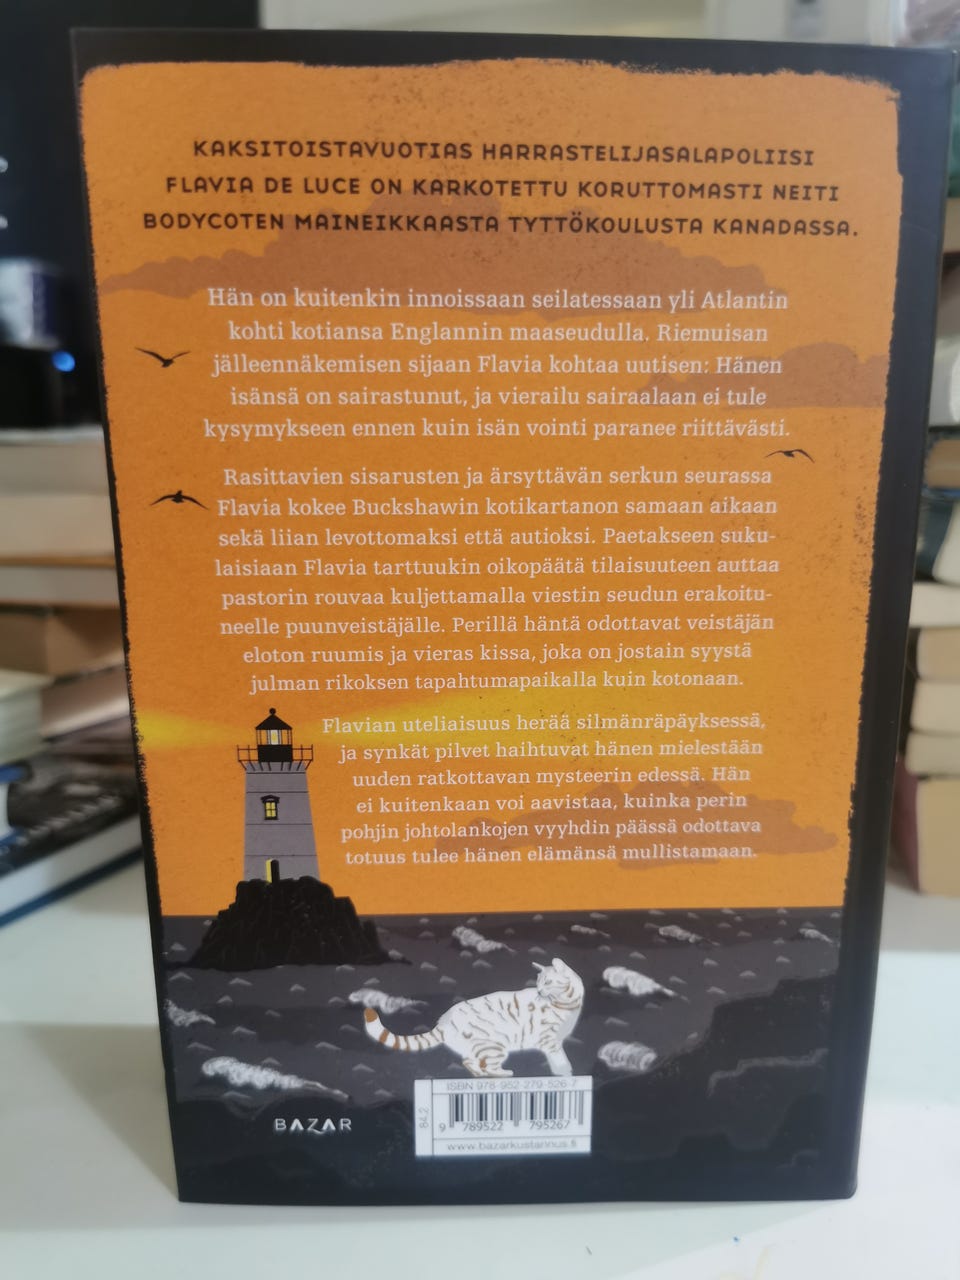 KAKSITOISTAVUOTIAS HARRASTELIJASALAPOLIISI
FLAVIA DE LUCE ON KARKOTETTU KORUTTOMASTI NEITI
BODYCOTEN MAINEIKKAASTA TYTTÖKOULUSTA KANADASSA.
Hän on kuitenkin innoissaan seilatessaan yli Atlantin
kohti kotiansa Englannin maaseudulla. Riemuisan
jälleennäkemisen sijaan Flavia kohtaa uutisen: Hänen
isänsä on sairastunut, ja vierailu sairaalaan ei tule
kysymykseen ennen kuin isän vointi paranee riittävästi.
Rasittavien sisarusten ja ärsyttävän serkun seurassa
Flavia kokee Buckshawin kotikartanon samaan aikaan
sekä liian levottomaksi että autioksi. Paetakseen suku-
laisiaan Flavia tarttuukin oikopäätä tilaisuuteen auttaa
pastorin rouvaa kuljettamalla viestin seudun erakoitu-
neelle puunveistäjälle. Perillä häntä odottavat veistäjän
eloton ruumis ja vieras kissa, joka on jostain syystä
julman rikoksen tapahtumapaikalla kuin kotonaan.
Flavian uteliaisuus herää silmänräpäyksessä,
ja synkät pilvet haihtuvat hänen mielestään
uuden ratkottavan mysteerin edessä. Hän
ei kuitenkaan voi aavistaa, kuinka perin
pohjin johtolankojen vyyhdin päässä odottava
totuus tulee hänen elämänsä mullistamaan.
BAZAR
84.2
ISBN 978-952-279-526-7
9 789522 795267
www.bazarkustannus.fi